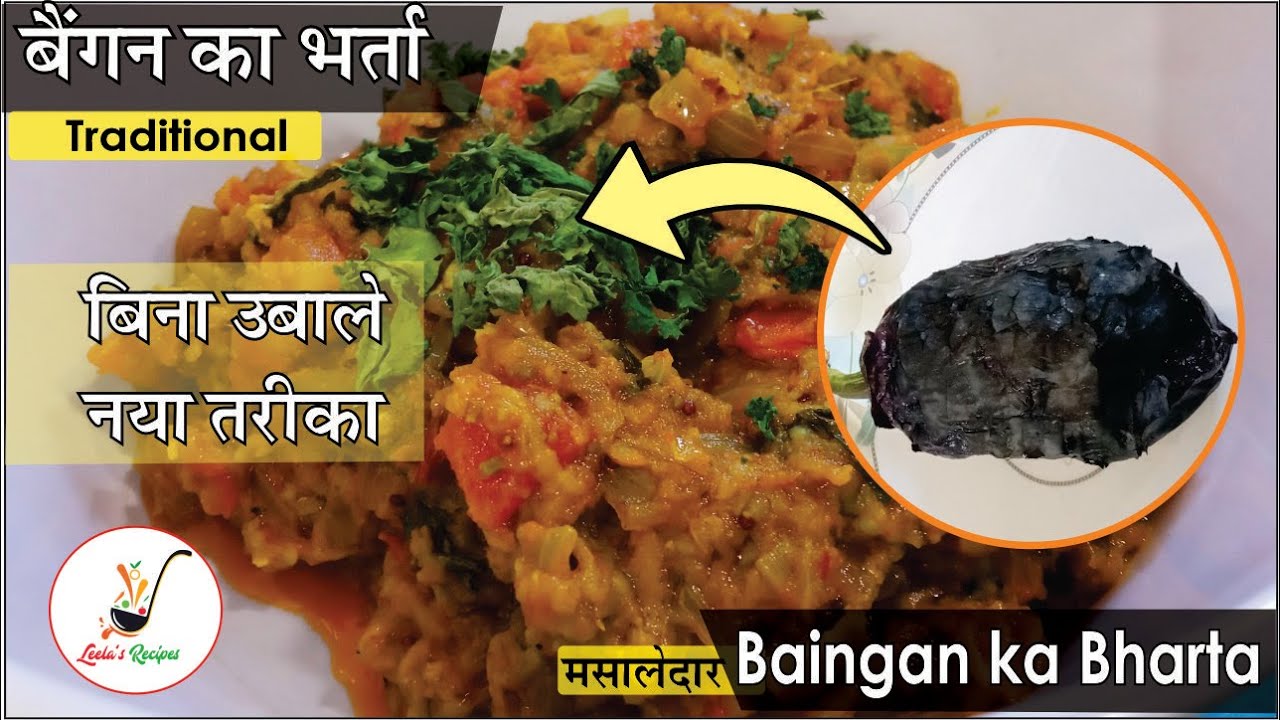 बैंगन का भर्ता
Traditional
बिना उबाले
नया तरीका
Leela's Recipes
मसालेदार Baingan ka Bharta